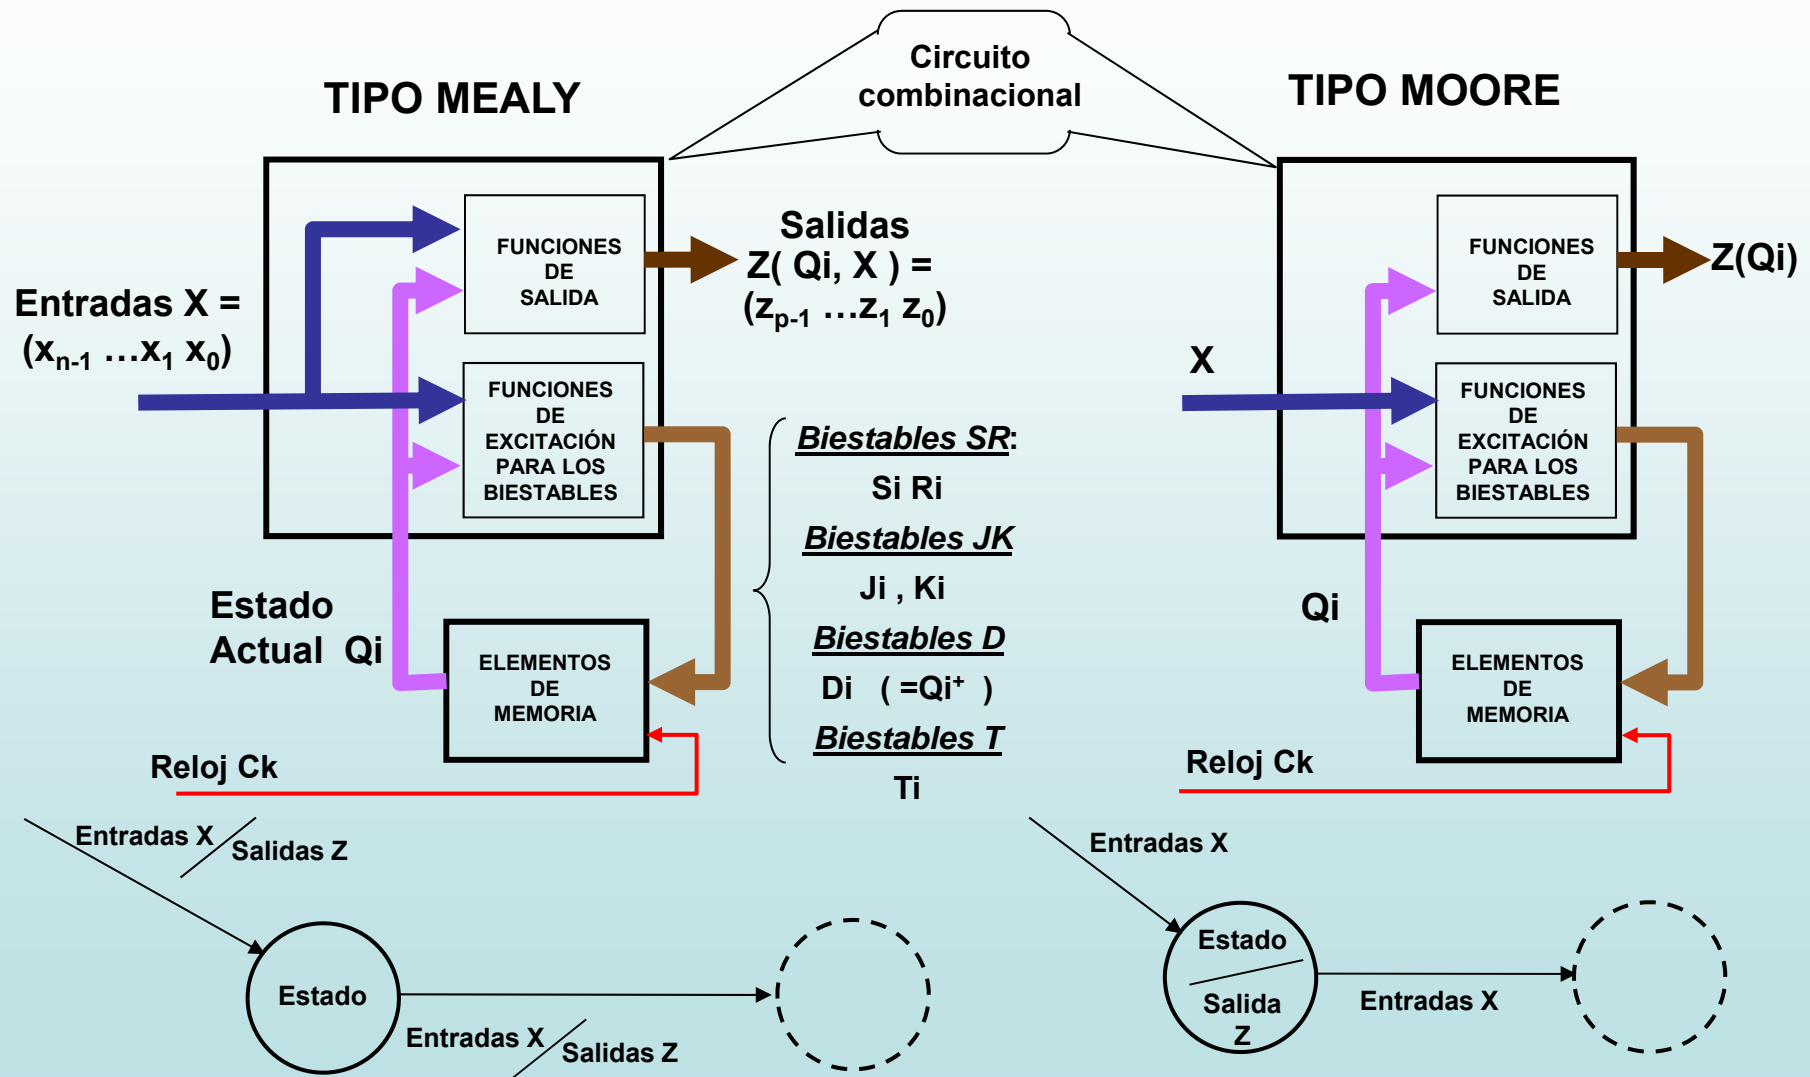 Circuito
combinacional
TIPO MEALY
TIPO MOORE
Entradas X =
(xn-1 …x1 x0)
FUNCIONES
DE
SALIDA
Salidas
Z( Qi, X ) =
(zp-1 …z1 z0)
FUNCIONES
DE
EXCITACIÓN
PARA LOS
BIESTABLES
Estado
Actual Qi
ELEMENTOS
DE
MEMORIA
Reloj Ck
Biestables SR:
Si Ri
Biestables JK
Ji , Ki
Biestables D
Di ( =Qi+ )
Biestables T
Ti
X
FUNCIONES
DE
SALIDA
Z(Qi)
FUNCIONES
DE
EXCITACIÓN
PARA LOS
BIESTABLES
Qi
ELEMENTOS
DE
MEMORIA
Reloj Ck
Entradas X
Salidas Z
Estado
Entradas X
Salidas Z
Entradas X
Estado
Salida
Z
Entradas X